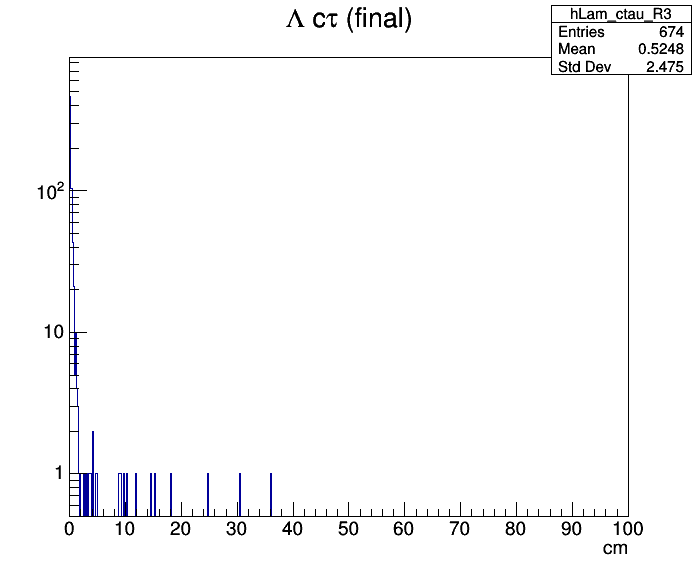 Λ cτ (final)
hLam_ctau_R3
Entries 674
Mean 0.5248
Std Dev 2.475
10²
10
1
0 10 20 30 40 50 60 70 80 90 100
cm